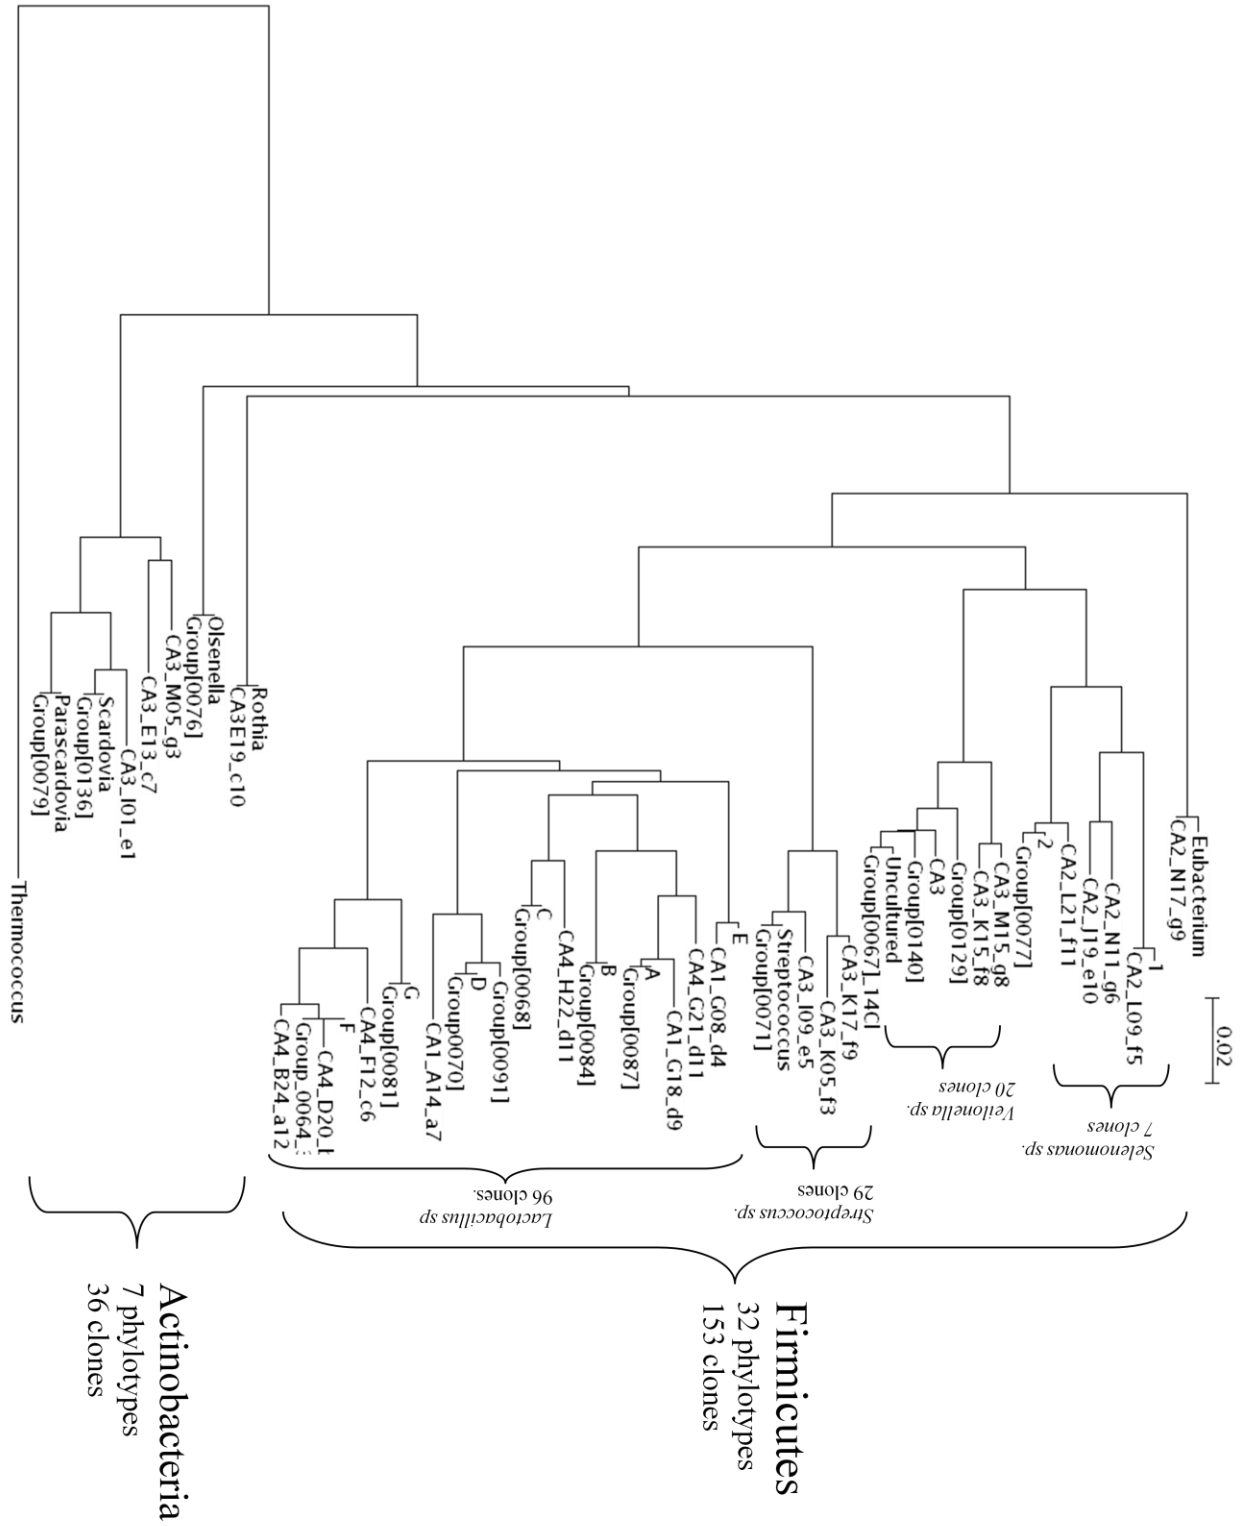 0.02
Eubacterium
CA2_N17_g9
1
CA2_L09_f5
CA2_N11_g6
CA2_J19_e10
CA2_L21_f11
2
Group[0077]
CA3_M15_g8
CA3_K15_f8
Group[0129]
CA3
Group[0140]
Uncultured
Group[0067]_14Cl
CA3_K17_f9
CA3_K05_f3
CA3_I09_e5
Streptococcus
Group[0071]
E
CA1_G08_d4
CA4_G21_d11
CA1_G18_d9
A
Group[0087]
B
Group[0084]
CA4_H22_d11
C
Group[0068]
Group[0091]
D
Group0070]
CA1_A14_a7
G
Group[0081]
CA4_F12_c6
F
CA4_D20_
Group_0064_
CA4_B24_a12
Rothia
CA3E19_c10
Olsenella
Group[0076]
CA3_M05_g3
CA3_E13_c7
CA3_I01_e1
Scardovia
Group[0136]
Parascardovia
Group[0079]
Thermococcus
Selenomonas sp.
7 clones
Veilonella sp.
20 clones
Streptococcus sp.
29 clones
Lactobacillus sp
96 clones.
Firmicutes
32 phylotypes
153 clones
Actinobacteria
7 phylotypes
36 clones